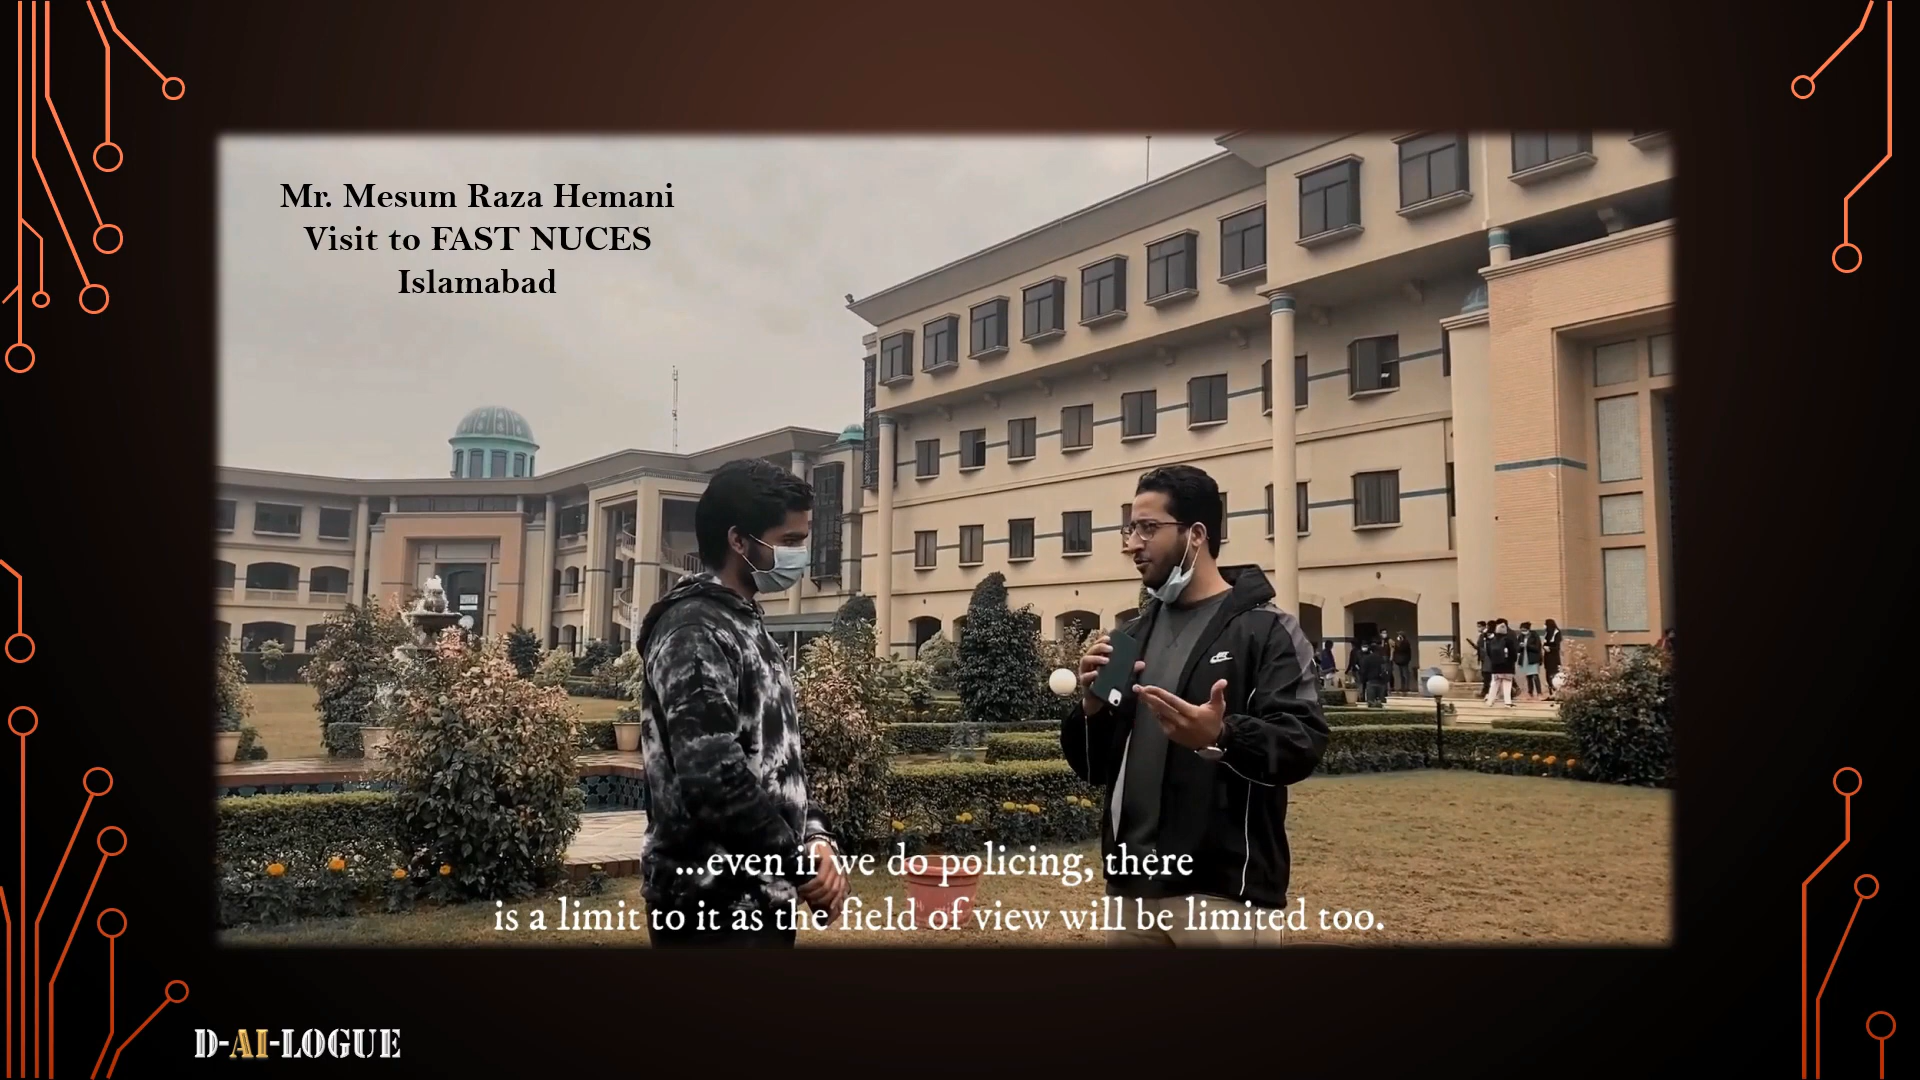 Mr. Mesum Raza Hemani
Visit to FAST NUCES
Islamabad
...even if we do policing, there
is a limit to it as the field of view will be limited too.
D-AI-LOGUE